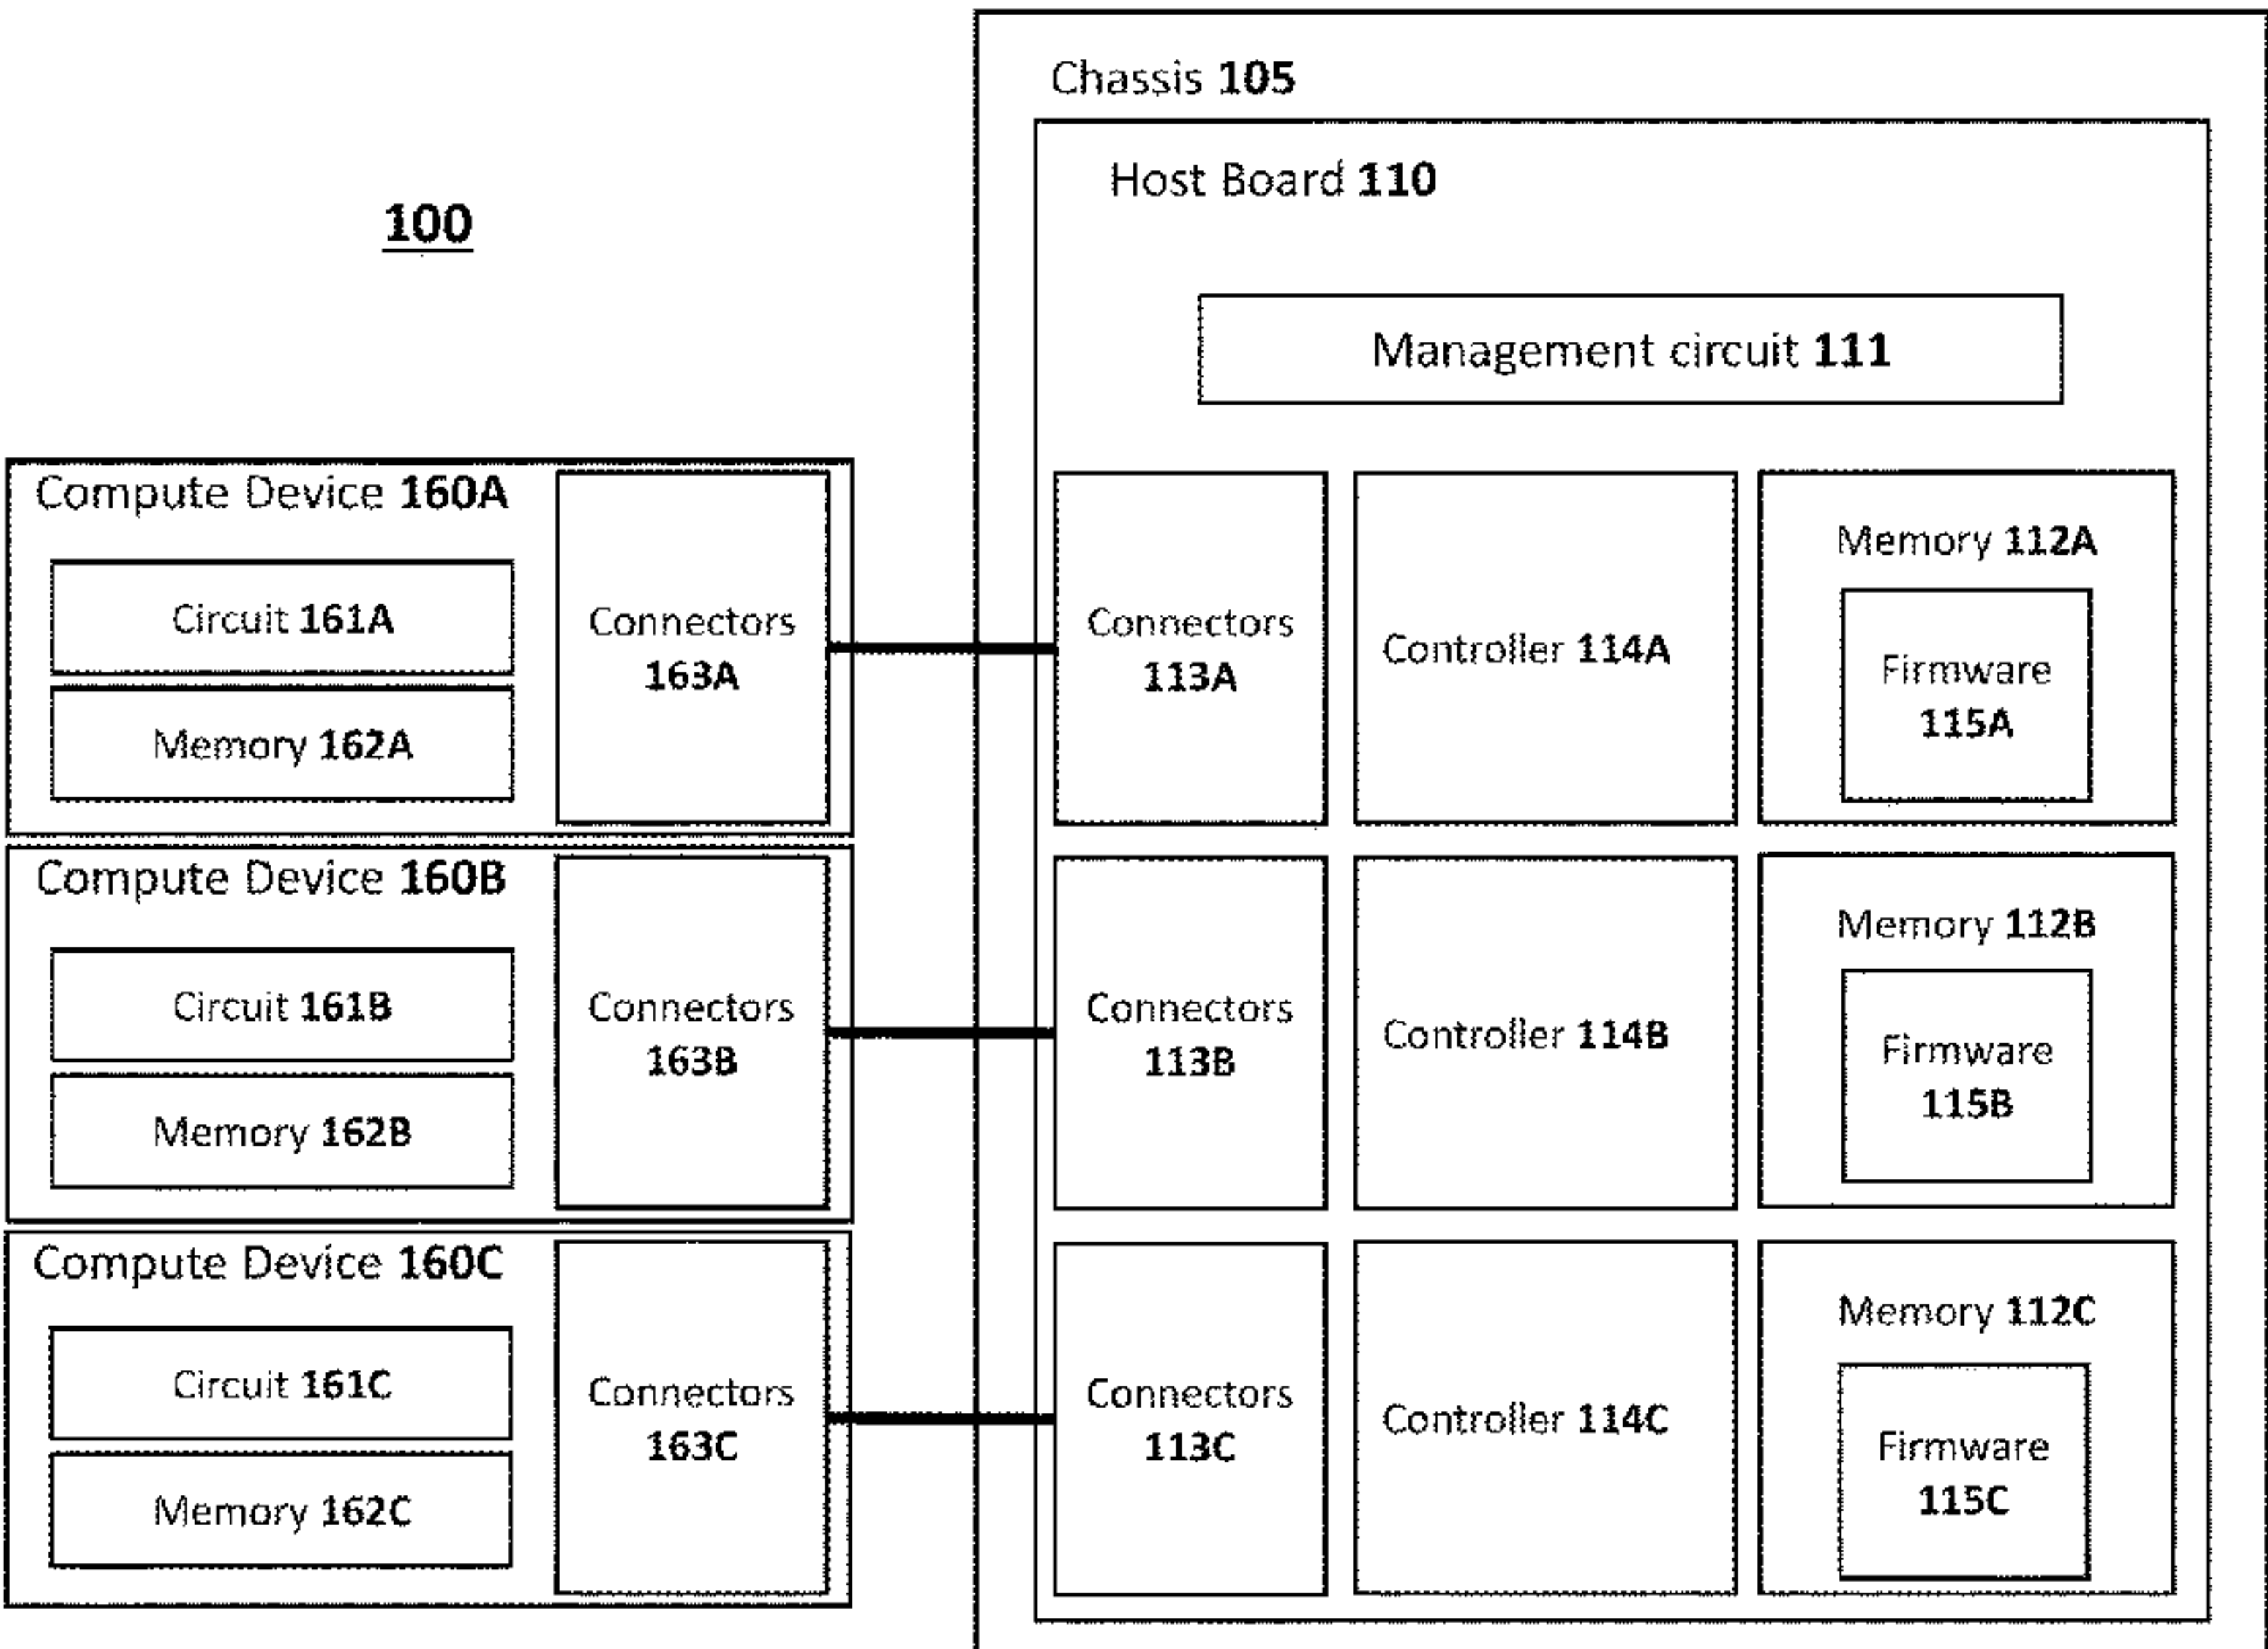 Chassis 105
Host Board 110
100
Management circuit 111
Compute Device 160A
Circuit 161A
Memory 162A
Connectors
163A
Connectors
113A
Controller 114A
Memory 112A
Firmware
115A
Compute Device 160B
Circuit 161B
Memory 162B
Connectors
163B
Connectors
113B
Controller 114B
Memory 112B
Firmware
115B
Compute Device 160C
Circuit 161C
Memory 162C
Connectors
163C
Connectors
113C
Controller 114C
Memory 112C
Firmware
115C